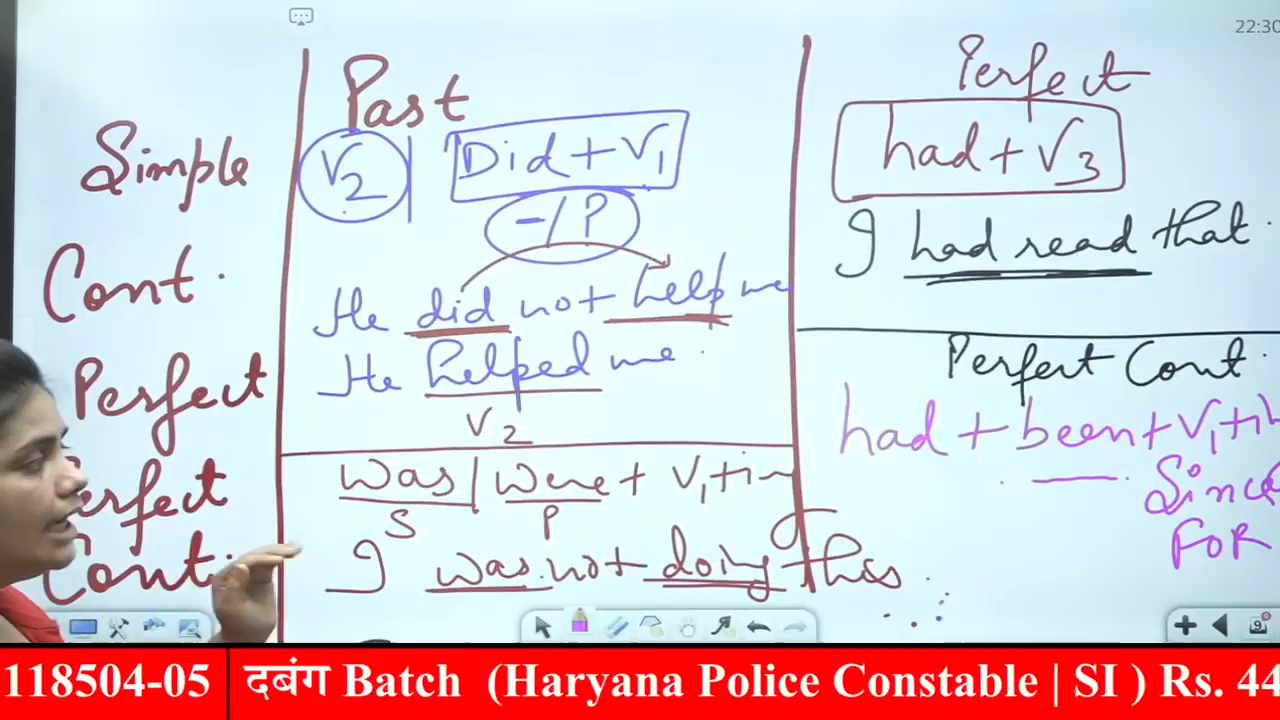 22:30
Simple
Cont.
Perfect
Perfect
Cont.
Past
V2 | Did + V1
-/P
He did not help me
He helped me.
V2
Was / Were + V1 + in
S P
I was not doing this
Perfect
had + V3
I had read that.
Perfect Cont.
had + been + V1 + in
Since
FOR
118504-05 दबंग Batch (Haryana Police Constable | SI ) Rs. 44